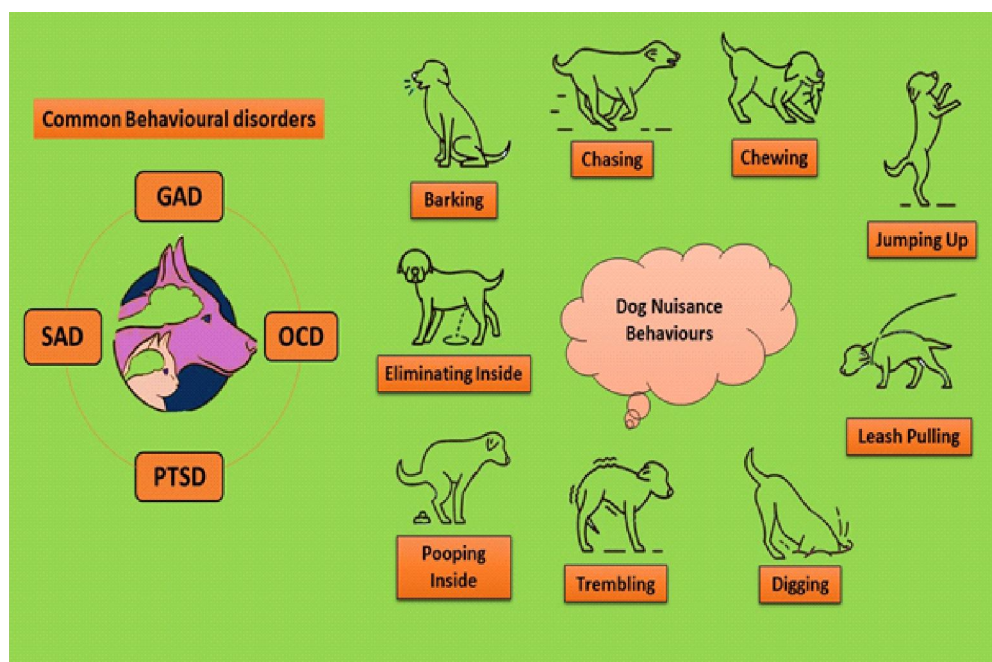 Common Behavioural disorders
GAD
SAD
OCD
PTSD
Barking
Chasing
Chewing
Jumping Up
Eliminating Inside
Dog Nuisance
Behaviours
Leash Pulling
Pooping
Inside
Trembling
Digging